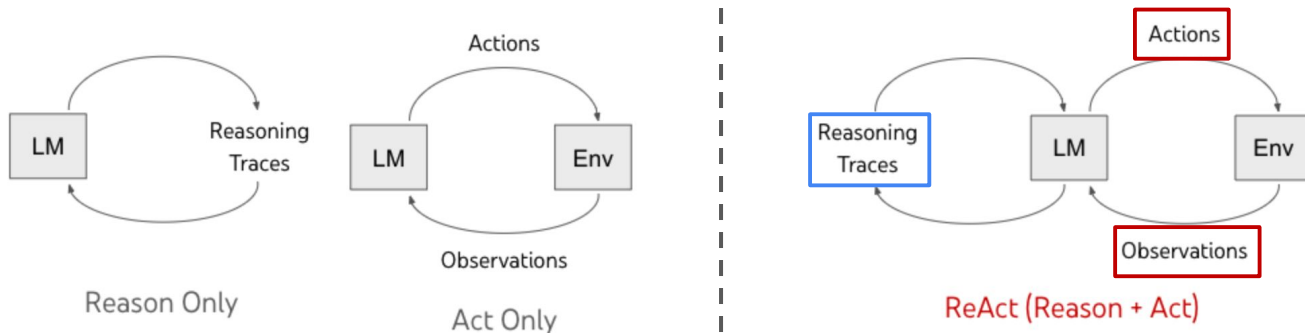 LM
Reasoning
Traces
Reason Only
Actions
LM
Env
Observations
Act Only
Actions
Reasoning
Traces
LM
Env
Observations
ReAct (Reason + Act)